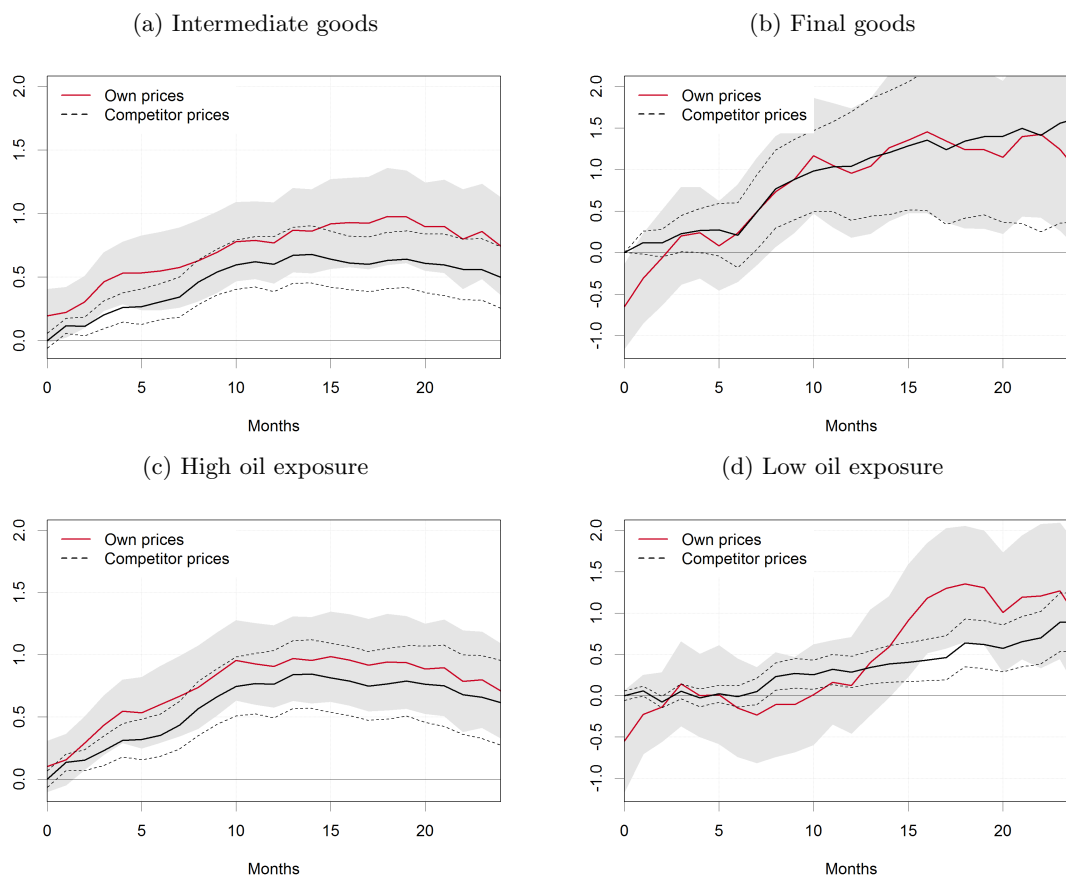 (a) Intermediate goods
2.0
1.5
1.0
0.5
0.0
Own prices
Competitor prices
0 5 10 15 20
Months
(b) Final goods
2.0
1.5
1.0
0.5
0.0
-0.5
-1.0
Own prices
Competitor prices
0 5 10 15 20
Months
(c) High oil exposure
2.0
1.5
1.0
0.5
0.0
Own prices
Competitor prices
0 5 10 15 20
Months
(d) Low oil exposure
2.0
1.5
1.0
0.5
0.0
-0.5
-1.0
Own prices
Competitor prices
0 5 10 15 20
Months